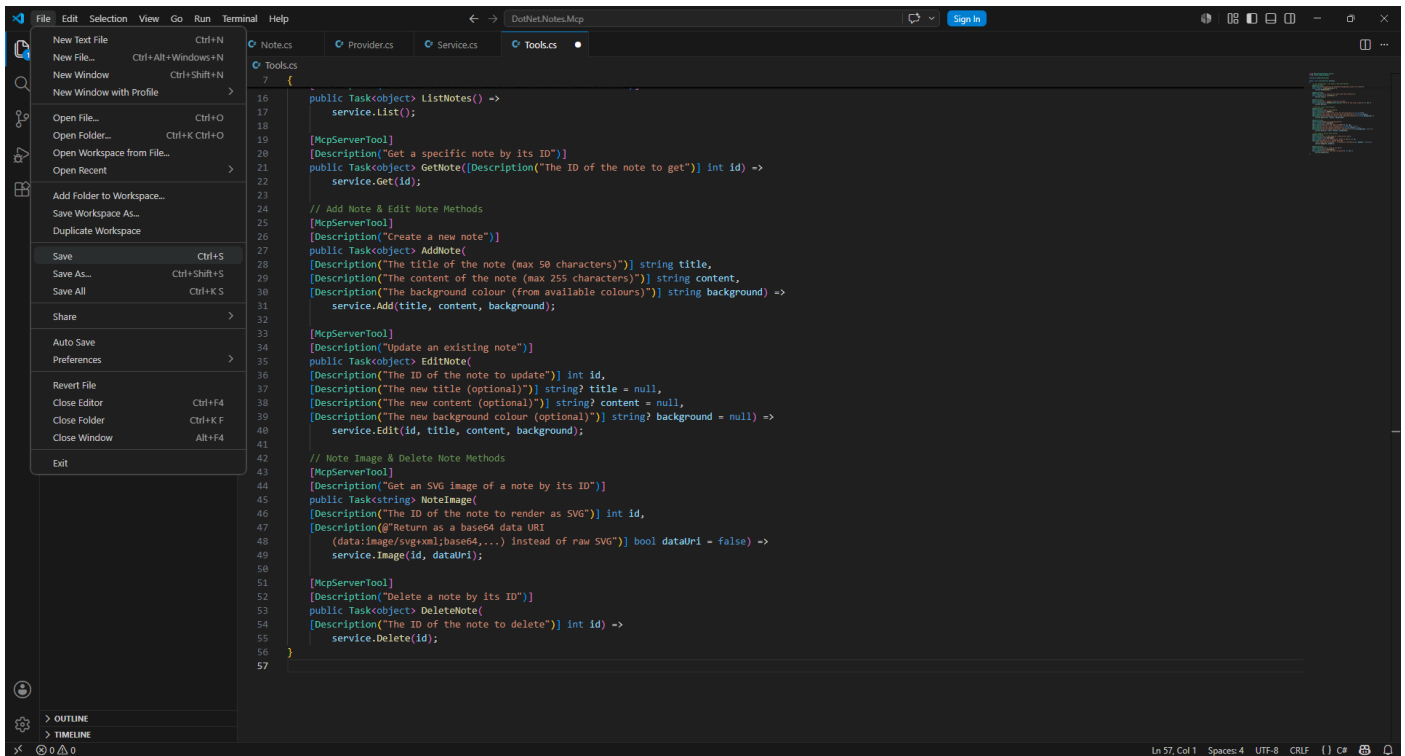 File Edit Selection View Go Run Terminal Help
DotNet.Notes.Mcp
Sign In
New Text File Ctrl+N
New File... Ctrl+Alt+Windows+N
New Window Ctrl+Shift+N
New Window with Profile
Open File... Ctrl+O
Open Folder... Ctrl+K Ctrl+O
Open Workspace from File...
Open Recent
Add Folder to Workspace...
Save Workspace As...
Duplicate Workspace
Save Ctrl+S
Save As... Ctrl+Shift+S
Save All Ctrl+K S
Share
Auto Save
Preferences
Revert File
Close Editor Ctrl+F4
Close Folder Ctrl+K F
Close Window Alt+F4
Exit
OUTLINE
TIMELINE
Note.cs Provider.cs Service.cs Tools.cs
Tools.cs
7 {
16 public Task<object> ListNotes() =>
17 service.List();
18
19 [McpServerTool]
20 [Description("Get a specific note by its ID")]
21 public Task<object> GetNote([Description("The ID of the note to get")] int id) =>
22 service.Get(id);
23
24 // Add Note & Edit Note Methods
25 [McpServerTool]
26 [Description("Create a new note")]
27 public Task<object> AddNote(
28 [Description("The title of the note (max 50 characters)")] string title,
29 [Description("The content of the note (max 255 characters)")] string content,
30 [Description("The background colour (from available colours)")] string background) =>
31 service.Add(title, content, background);
32
33 [McpServerTool]
34 [Description("Update an existing note")]
35 public Task<object> EditNote(
36 [Description("The ID of the note to update")] int id,
37 [Description("The new title (optional)")] string? title = null,
38 [Description("The new content (optional)")] string? content = null,
39 [Description("The new background colour (optional)")] string? background = null) =>
40 service.Edit(id, title, content, background);
41
42 // Note Image & Delete Note Methods
43 [McpServerTool]
44 [Description("Get an SVG image of a note by its ID")]
45 public Task<string> NoteImage(
46 [Description("The ID of the note to render as SVG")] int id,
47 [Description(@"Return as a base64 data URI
48 (data:image/svg+xml;base64,...) instead of raw SVG")] bool dataUri = false) =>
49 service.Image(id, dataUri);
50
51 [McpServerTool]
52 [Description("Delete a note by its ID")]
53 public Task<object> DeleteNote(
54 [Description("The ID of the note to delete")] int id) =>
55 service.Delete(id);
56 }
57
0 0
Ln 57, Col 1 Spaces: 4 UTF-8 CRLF {} C#